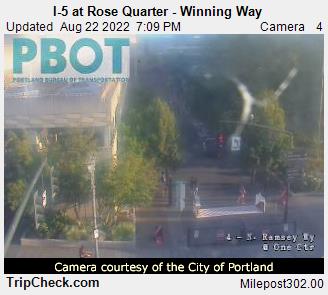 I-5 at Rose Quarter - Winning Way
Updated Aug 22 2022 7:09 PM Camera 4
PBOT
PORTLAND BUREAU OF TRANSPORTATION
4 - N. Ramsay Wy
@ One Ctr
Camera courtesy of the City of Portland
TripCheck.com Milepost302.00